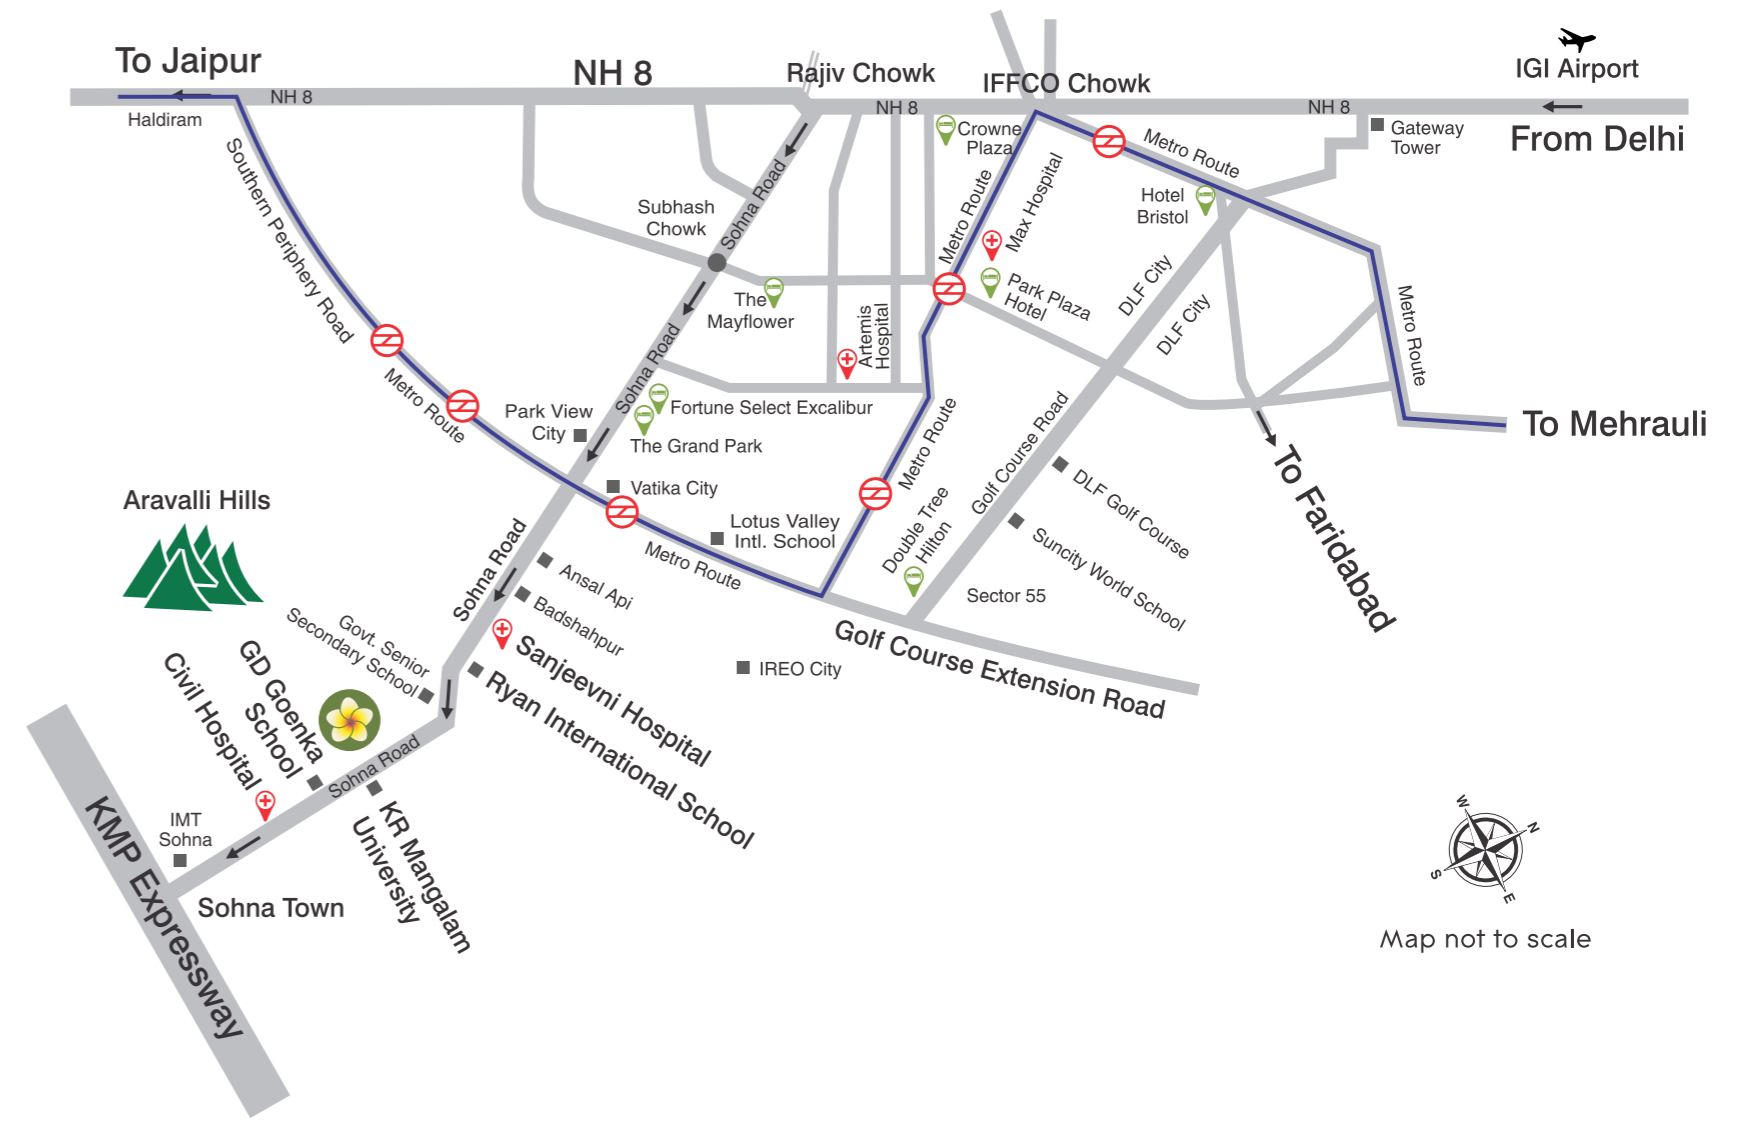 To Jaipur
NH 8
Rajiv Chowk
IFFCO Chowk
IGI Airport
NH 8
NH 8
NH 8
From Delhi
Haldiram
Crowne
Plaza
Gateway
Tower
Metro Route
Southern Periphery Road
Sohna Road
Subhash
Chowk
Metro Route
Max Hospital
Hotel
Bristol
Park Plaza
Hotel
DLF City
DLF City
Metro Route
The
Mayflower
Artemis
Hospital
Sohna Road
Metro Route
Park View
City
Fortune Select Excalibur
The Grand Park
Metro Route
Golf Course Road
To Mehrauli
To Faridabad
Vatika City
Lotus Valley
Intl. School
Metro Route
Double Tree
Hilton
DLF Golf Course
Suncity World School
Sector 55
Aravalli Hills
Sohna Road
Ansal Api
Badshahpur
Govt. Senior
Secondary School
Sanjeevni Hospital
Ryan International School
IREO City
Golf Course Extension Road
GD Goenka
School
Civil Hospital
Sohna Road
IMT
Sohna
KR Mangalam
University
Sohna Town
KMP Expressway
W
N
S
E
Map not to scale